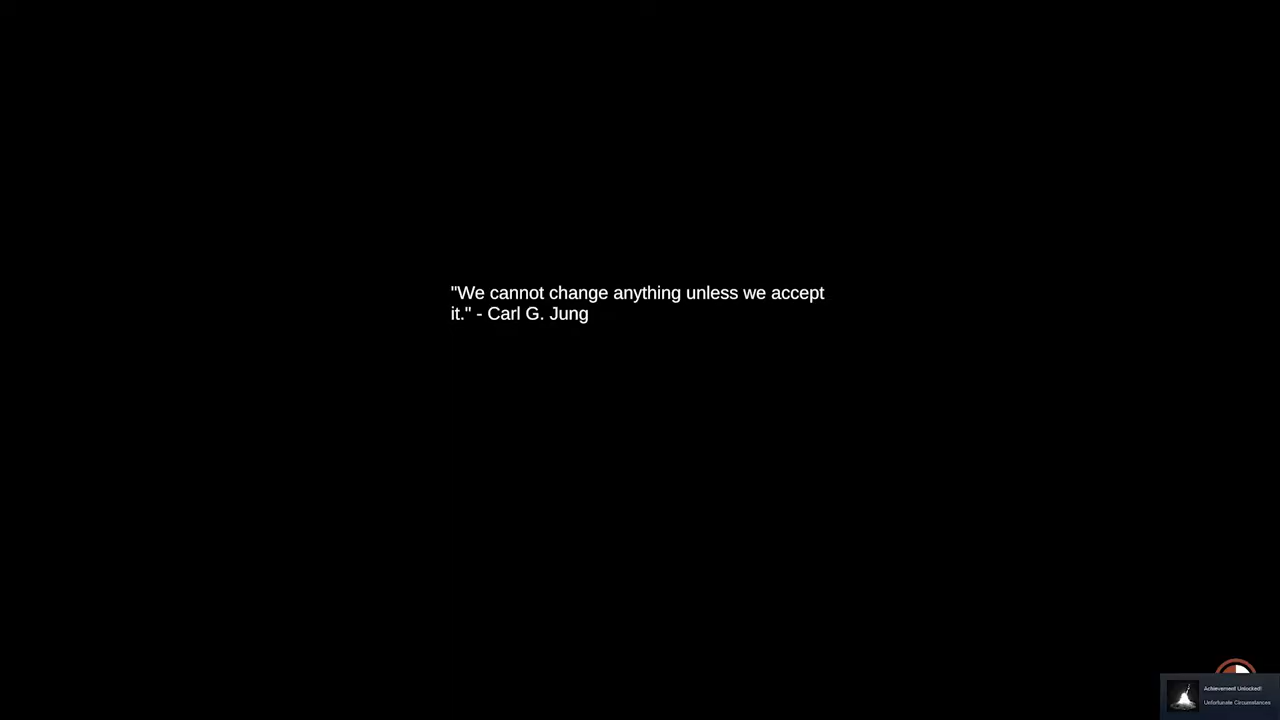 "We cannot change anything unless we accept
it." - Carl G. Jung
Achievement Unlocked!
Unfortunate Circumstances